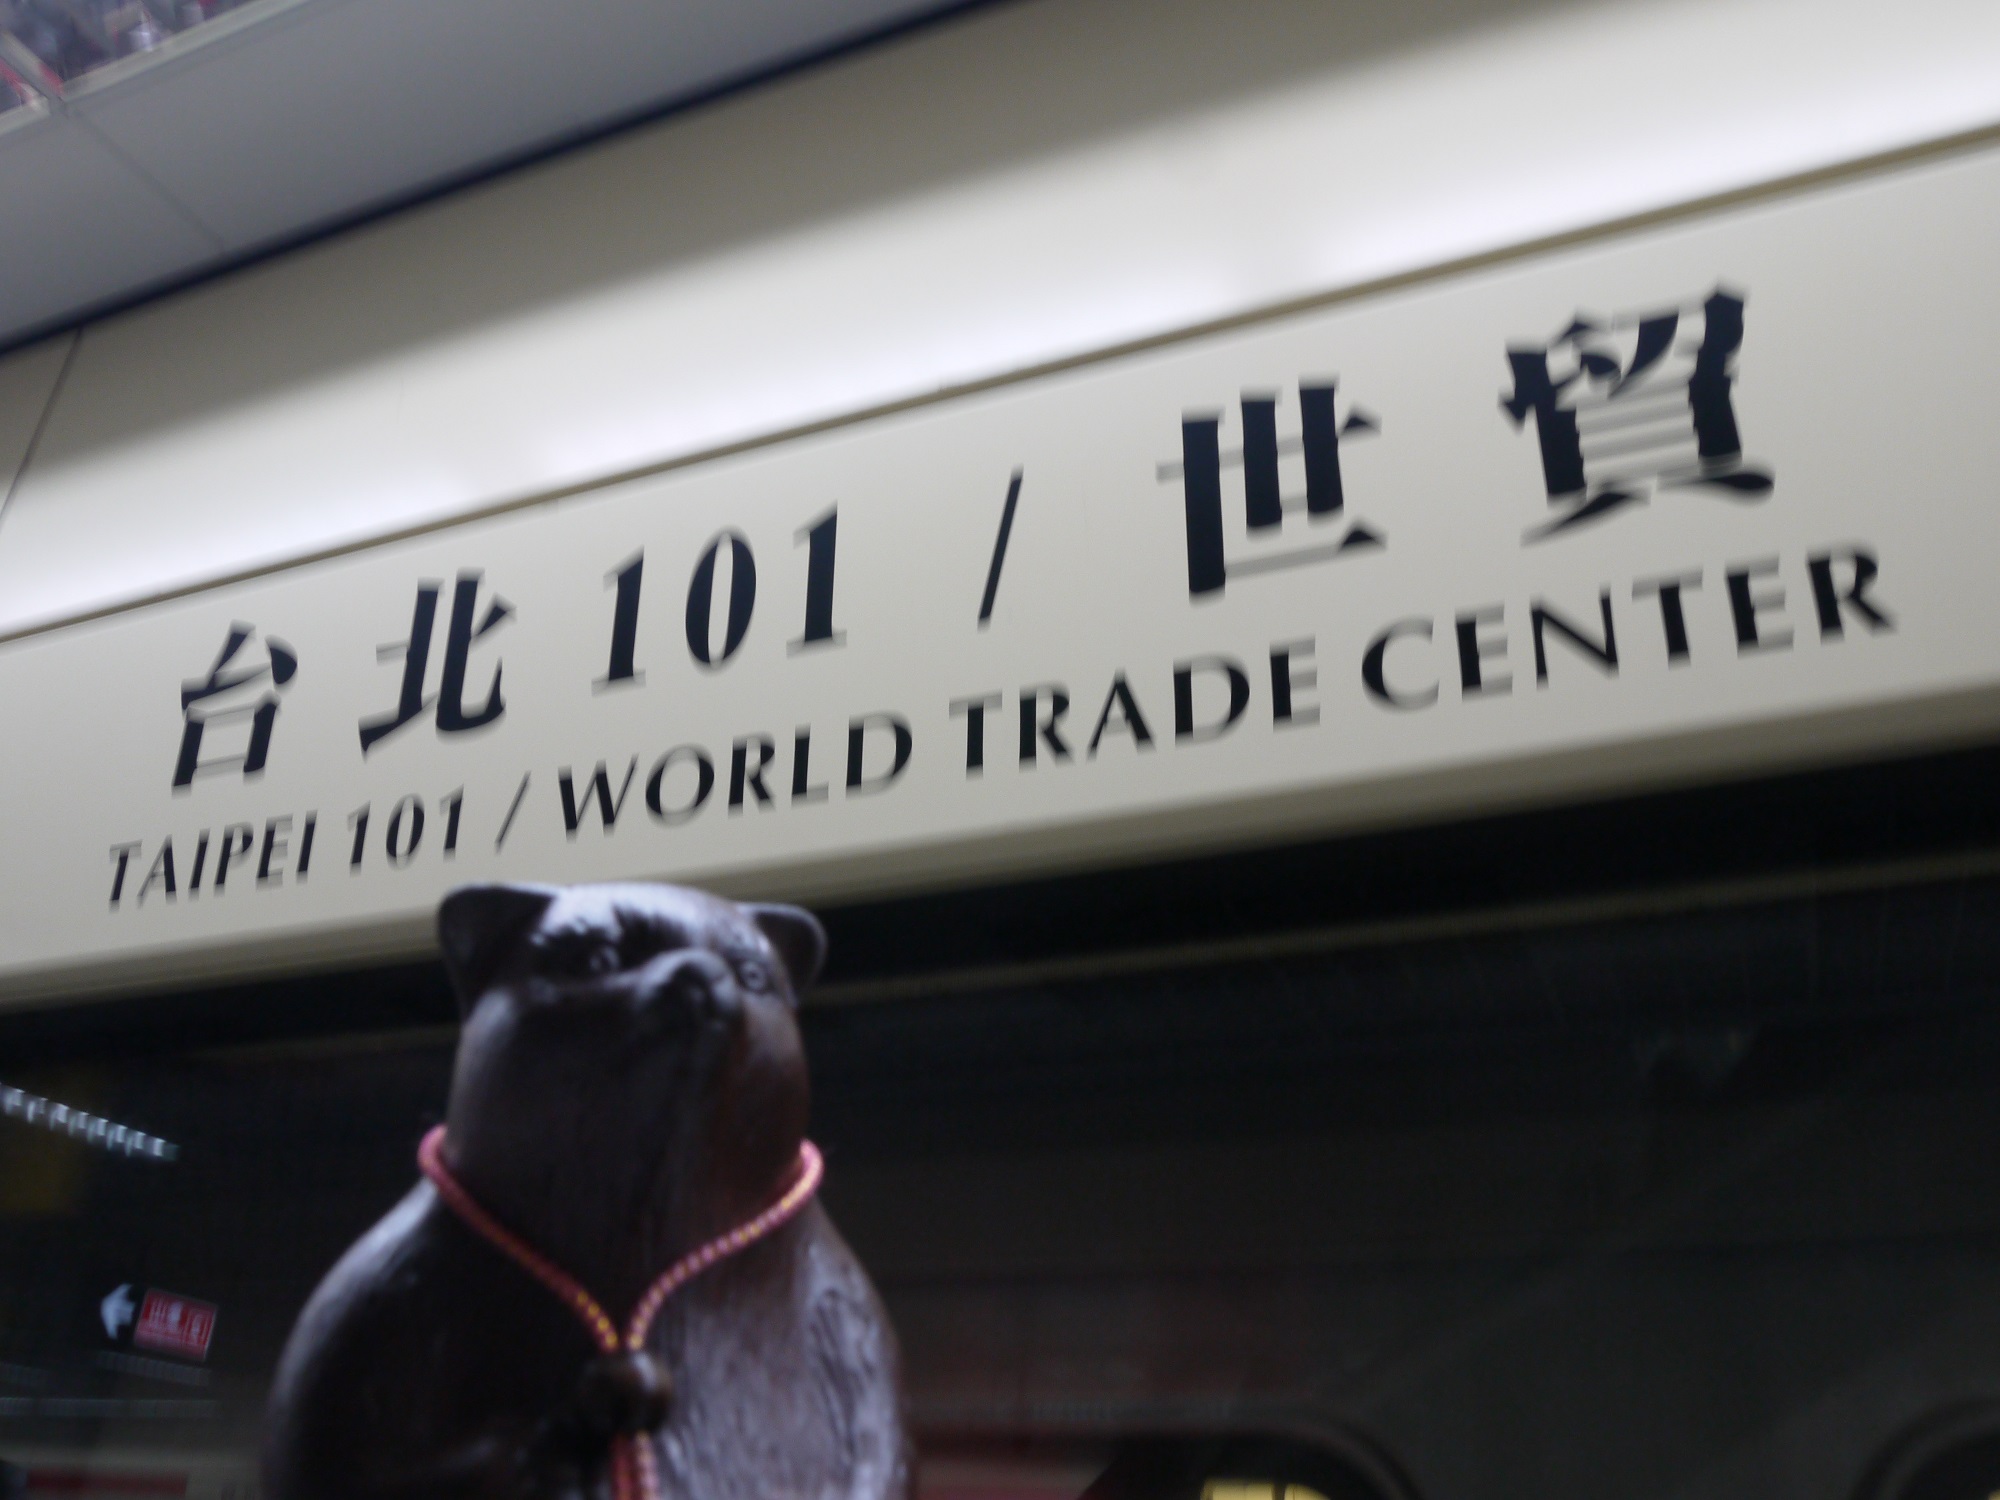 台北101 / 世貿
TAIPEI 101 / WORLD TRADE CENTER